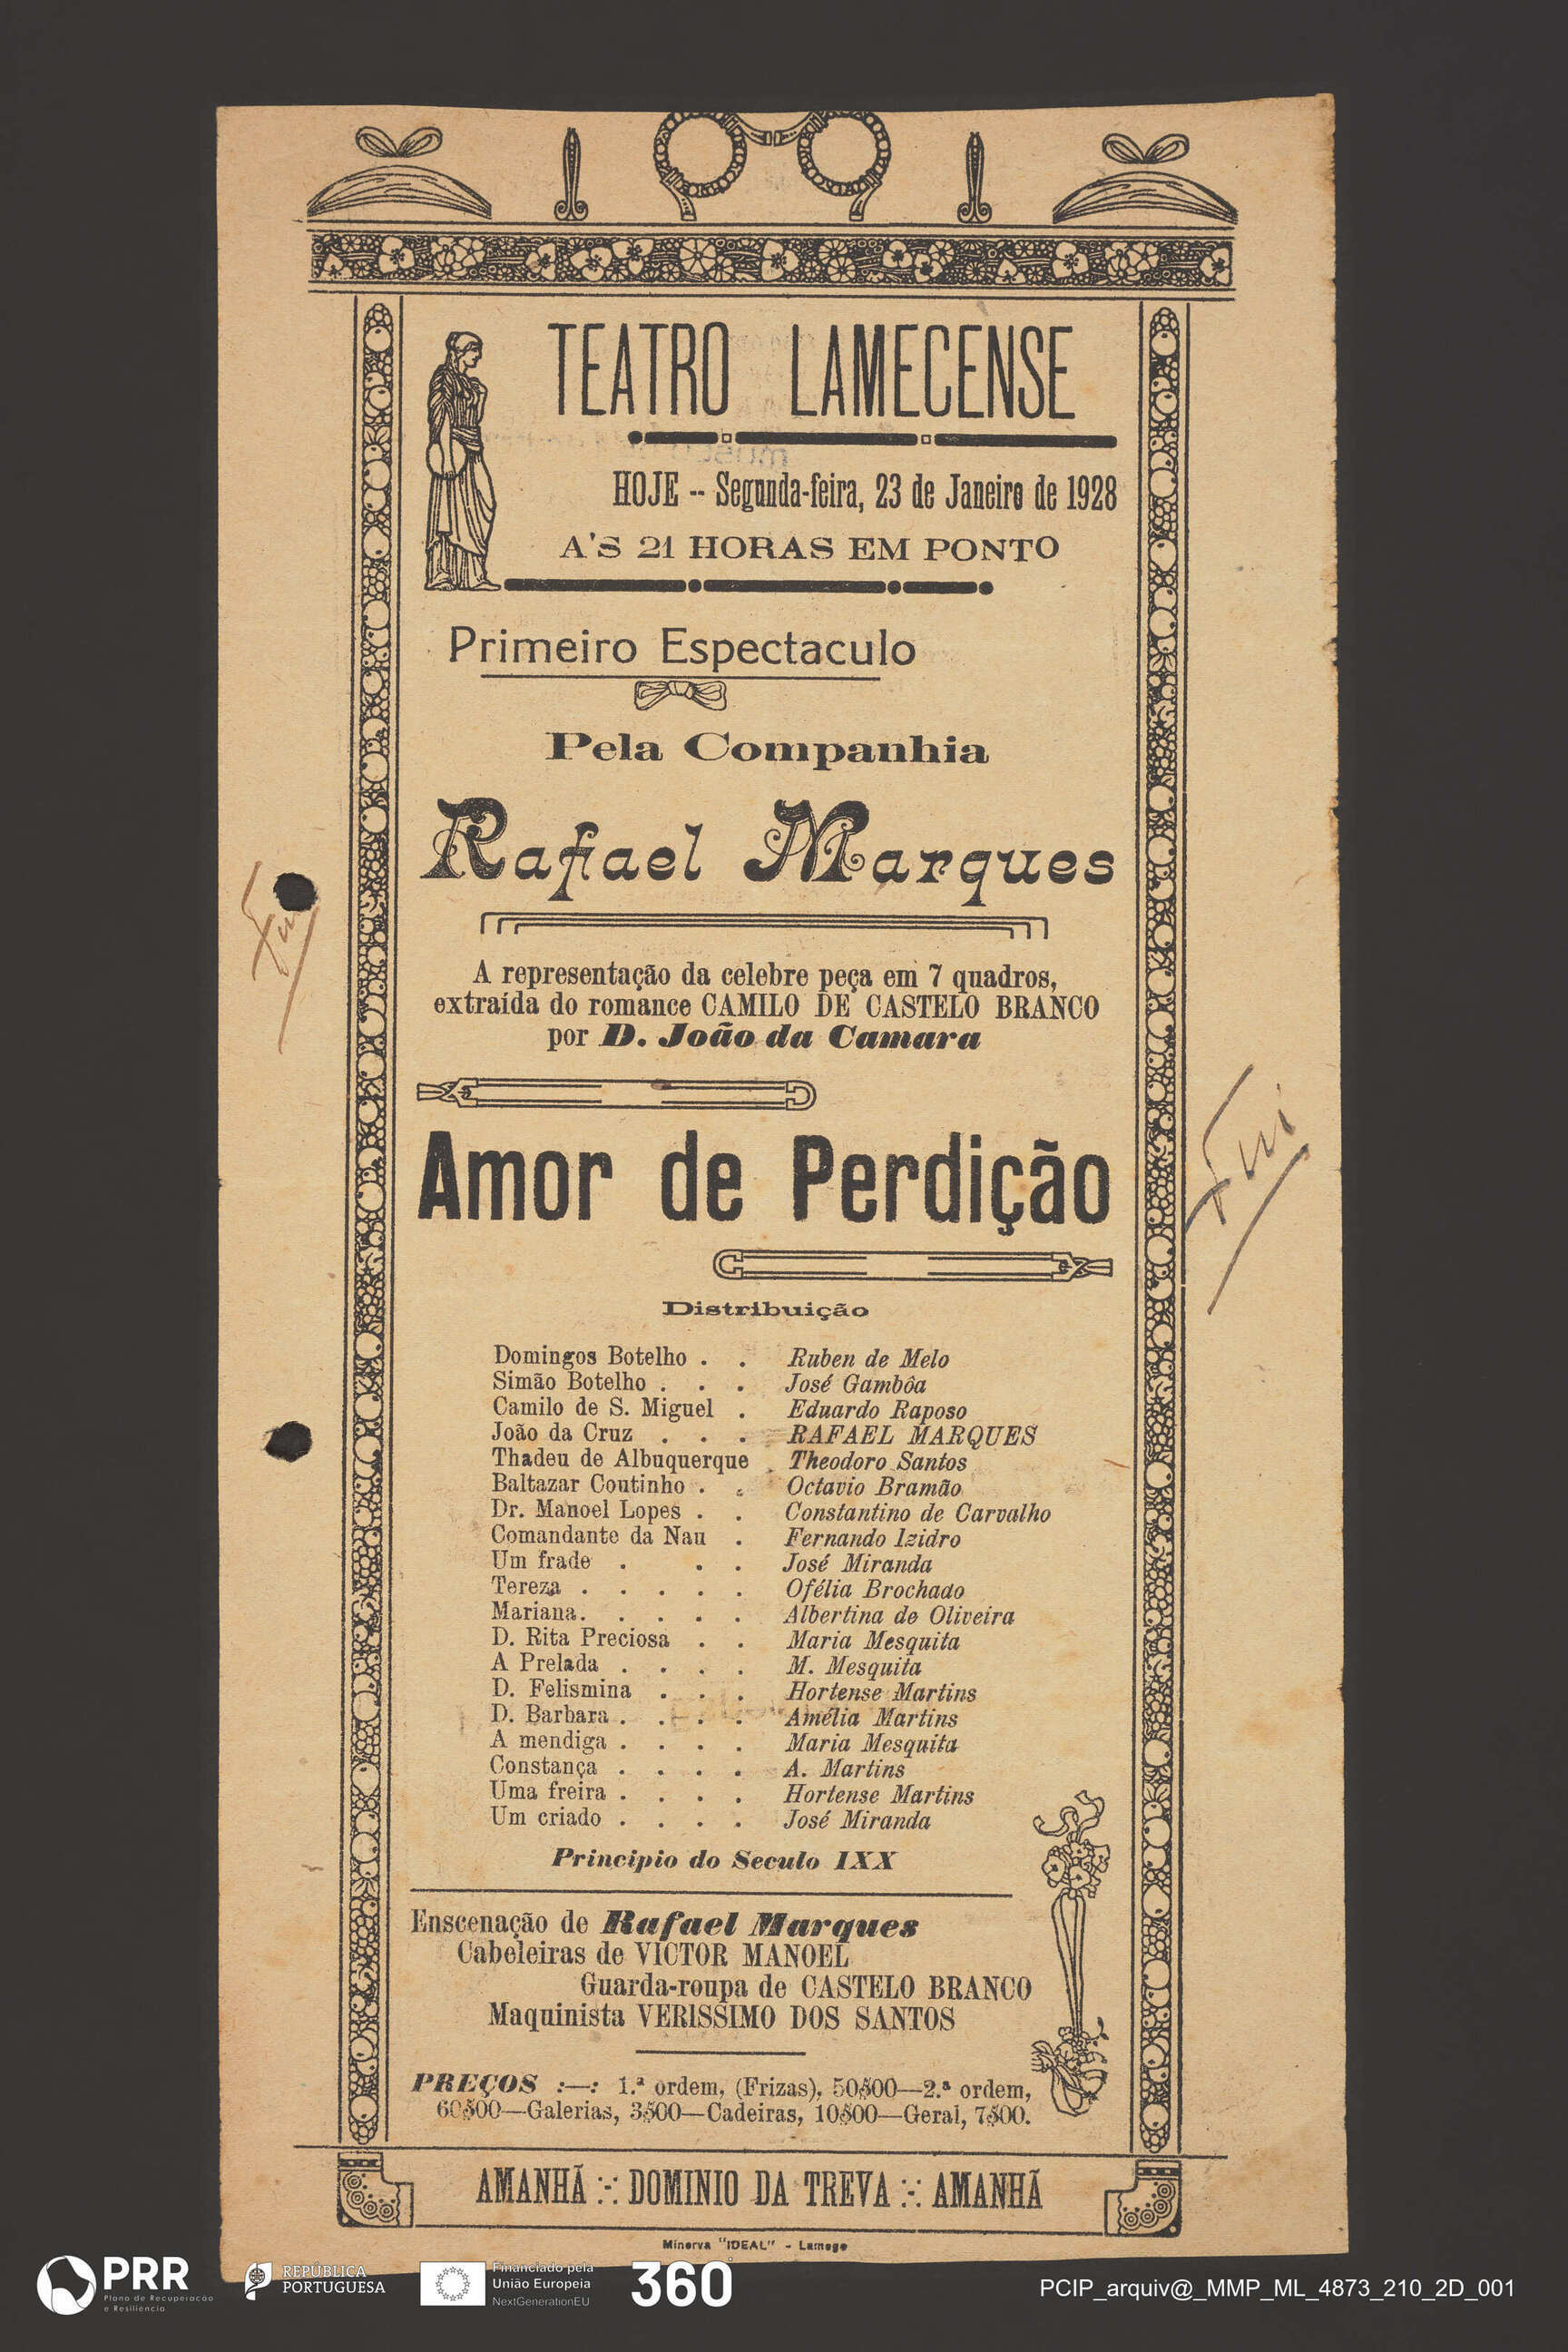 TEATRO LAMECENSE
HOJE -- Segunda-feira, 23 de Janeiro de 1928
A'S 21 HORAS EM PONTO
Primeiro Espectaculo
Pela Companhia
Rafael Marques
A representação da celebre peça em 7 quadros,
extraída do romance CAMILO DE CASTELO BRANCO
por D. João da Camara
Fui
Fui
Amor de Perdição
Distribuição
Domingos Botelho . . Ruben de Melo
Simão Botelho . . . José Gambôa
Camilo de S. Miguel . Eduardo Raposo
João da Cruz . . . RAFAEL MARQUES
Thadeu de Albuquerque . Theodoro Santos
Baltazar Coutinho . . Octavio Bramão
Dr. Manoel Lopes . . Constantino de Carvalho
Comandante da Nau . Fernando Izidro
Um frade . . . José Miranda
Tereza . . . . . Ofélia Brochado
Mariana. . . . . Albertina de Oliveira
D. Rita Preciosa . . Maria Mesquita
A Prelada . . . . M. Mesquita
D. Felismina . . . Hortense Martins
D. Barbara . . . . Amélia Martins
A mendiga . . . . Maria Mesquita
Constança . . . . A. Martins
Uma freira . . . . Hortense Martins
Um criado . . . . José Miranda
Principio do Seculo IXX
Enscenação de Rafael Marques
Cabeleiras de VICTOR MANOEL
Guarda-roupa de CASTELO BRANCO
Maquinista VERISSIMO DOS SANTOS
PREÇOS :—: 1.ª ordem, (Frizas), 50$00—2.ª ordem,
60$00—Galerias, 3$00—Cadeiras, 10$00—Geral, 7$00.
AMANHÃ DOMINIO DA TREVA AMANHÃ
Minerva "IDEAL" - Lamego
PRR
Plano de Recuperação
e Resiliência
REPÚBLICA
PORTUGUESA
Financiado pela
União Europeia
NextGenerationEU
360°
PCIP_arquiv@_MMP_ML_4873_210_2D_001